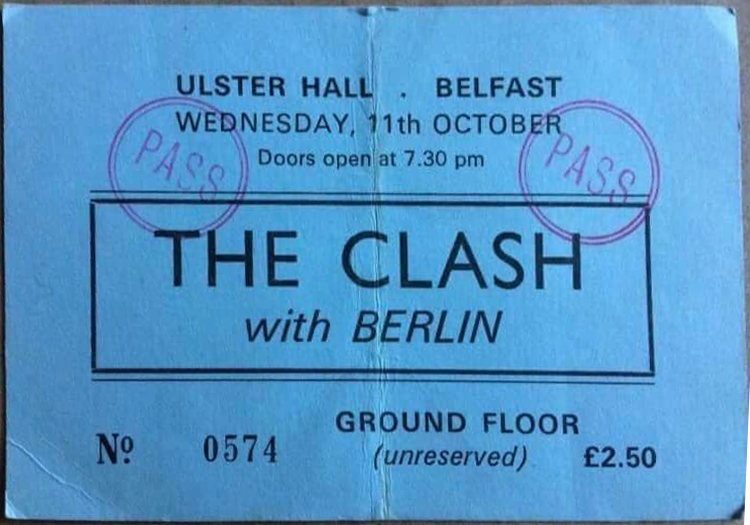 ULSTER HALL . BELFAST
WEDNESDAY, 11th OCTOBER
Doors open at 7.30 pm
PASS
PASS
THE CLASH
with BERLIN
GROUND FLOOR
Nº 0574 (unreserved) £2.50